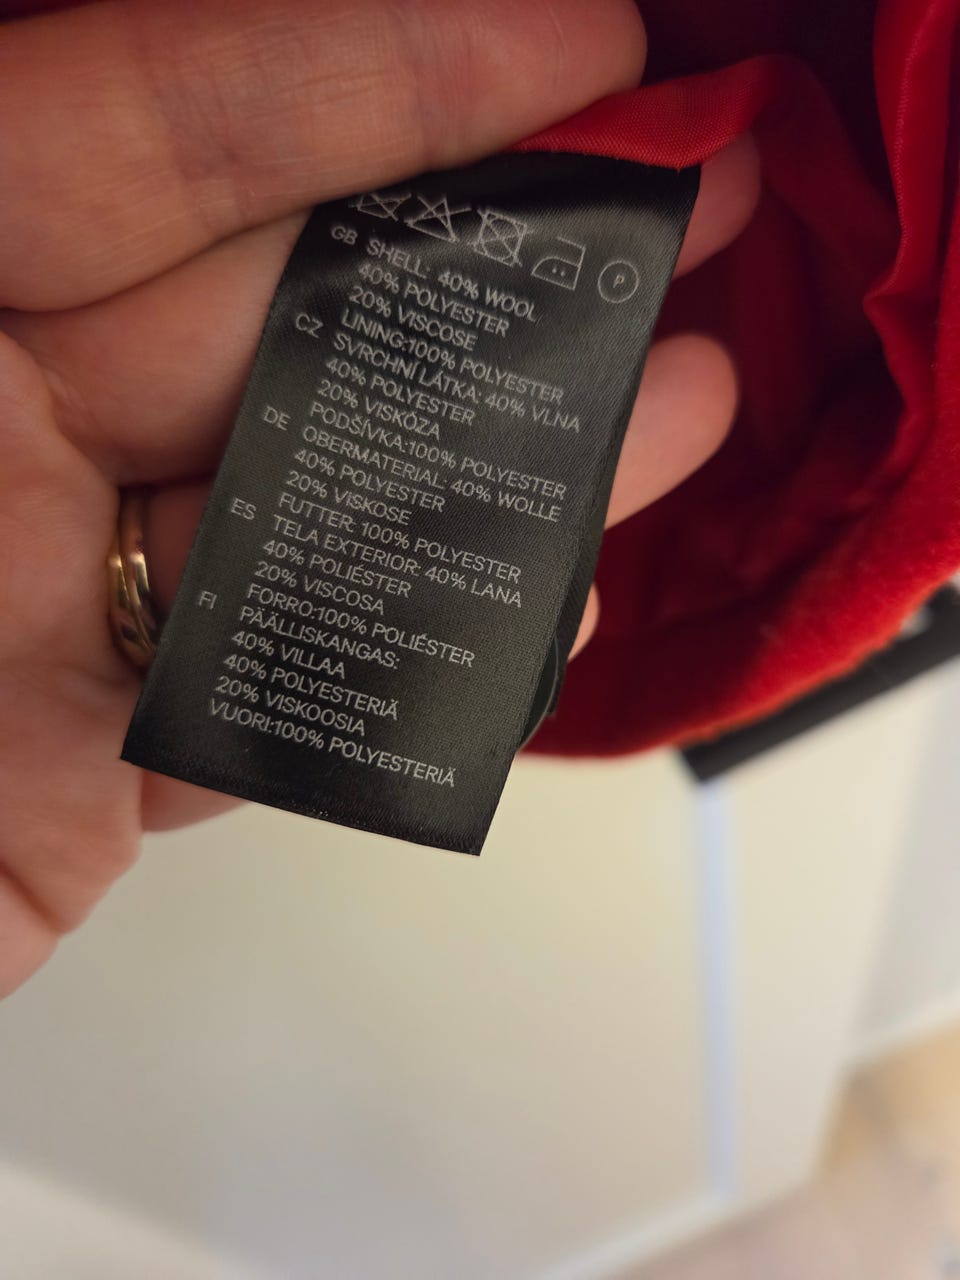 P
GB SHELL: 40% WOOL
40% POLYESTER
20% VISCOSE
LINING:100% POLYESTER
CZ SVRCHNÍ LÁTKA: 40% VLNA
40% POLYESTER
20% VISKÓZA
PODŠÍVKA:100% POLYESTER
DE OBERMATERIAL: 40% WOLLE
40% POLYESTER
20% VISKOSE
FUTTER: 100% POLYESTER
ES TELA EXTERIOR: 40% LANA
40% POLIÉSTER
20% VISCOSA
FORRO:100% POLIÉSTER
FI PÄÄLLISKANGAS:
40% VILLAA
40% POLYESTERIÄ
20% VISKOOSIA
VUORI:100% POLYESTERIÄ